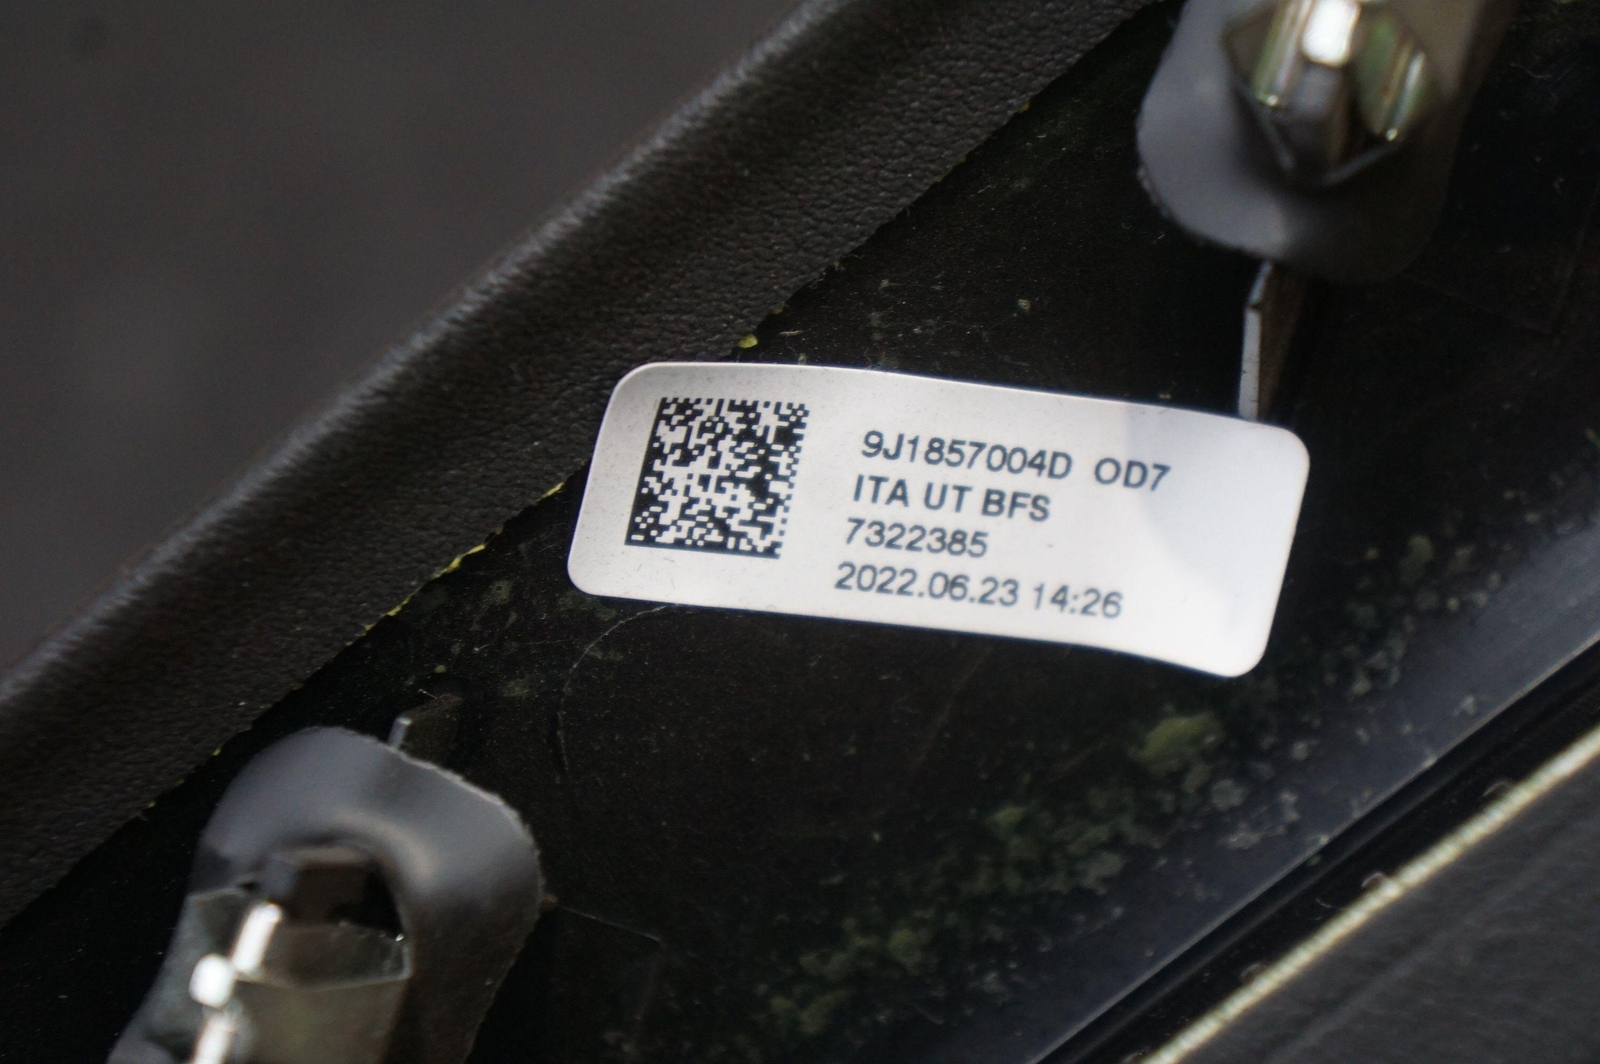 9J1857004D OD7
ITA UT BFS
7322385
2022.06.23 14:26